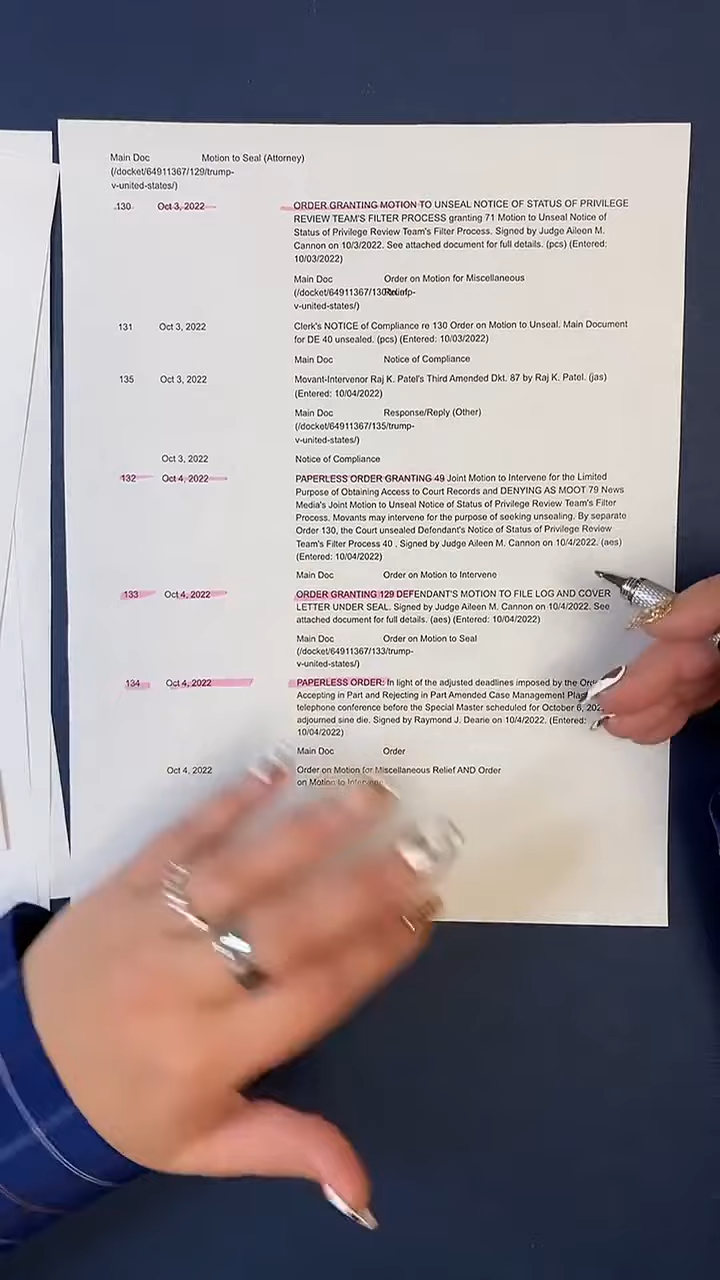 Main Doc Motion to Seal (Attorney)
(/docket/64911367/129/trump-
v-united-states/)
130 Oct 3, 2022 ORDER GRANTING MOTION TO UNSEAL NOTICE OF STATUS OF PRIVILEGE
REVIEW TEAM'S FILTER PROCESS granting 71 Motion to Unseal Notice of
Status of Privilege Review Team's Filter Process. Signed by Judge Aileen M.
Cannon on 10/3/2022. See attached document for full details. (pcs) (Entered:
10/03/2022)
Main Doc Order on Motion for Miscellaneous
(/docket/64911367/130/trump- Relief
v-united-states/)
131 Oct 3, 2022 Clerk's NOTICE of Compliance re 130 Order on Motion to Unseal. Main Document
for DE 40 unsealed. (pcs) (Entered: 10/03/2022)
Main Doc Notice of Compliance
135 Oct 3, 2022 Movant-Intervenor Raj K. Patel's Third Amended Dkt. 87 by Raj K. Patel. (jas)
(Entered: 10/04/2022)
Main Doc Response/Reply (Other)
(/docket/64911367/135/trump-
v-united-states/)
Oct 3, 2022 Notice of Compliance
132 Oct 4, 2022 PAPERLESS ORDER GRANTING 49 Joint Motion to Intervene for the Limited
Purpose of Obtaining Access to Court Records and DENYING AS MOOT 79 News
Media's Joint Motion to Unseal Notice of Status of Privilege Review Team's Filter
Process. Movants may intervene for the purpose of seeking unsealing. By separate
Order 130, the Court unsealed Defendant's Notice of Status of Privilege Review
Team's Filter Process 40 . Signed by Judge Aileen M. Cannon on 10/4/2022. (aes)
(Entered: 10/04/2022)
Main Doc Order on Motion to Intervene
133 Oct 4, 2022 ORDER GRANTING 129 DEFENDANT'S MOTION TO FILE LOG AND COVER
LETTER UNDER SEAL. Signed by Judge Aileen M. Cannon on 10/4/2022. See
attached document for full details. (aes) (Entered: 10/04/2022)
Main Doc Order on Motion to Seal
(/docket/64911367/133/trump-
v-united-states/)
134 Oct 4, 2022 PAPERLESS ORDER: In light of the adjusted deadlines imposed by the
Accepting in Part and Rejecting in Part Amended Case Management
telephone conference before the Special Master scheduled for October 6,
adjourned sine die. Signed by Raymond J. Dearie on 10/4/2022. (Entered:
10/04/2022)
Main Doc Order
Oct 4, 2022 Order on Motion for Miscellaneous Relief AND Order
on Motion to Intervene